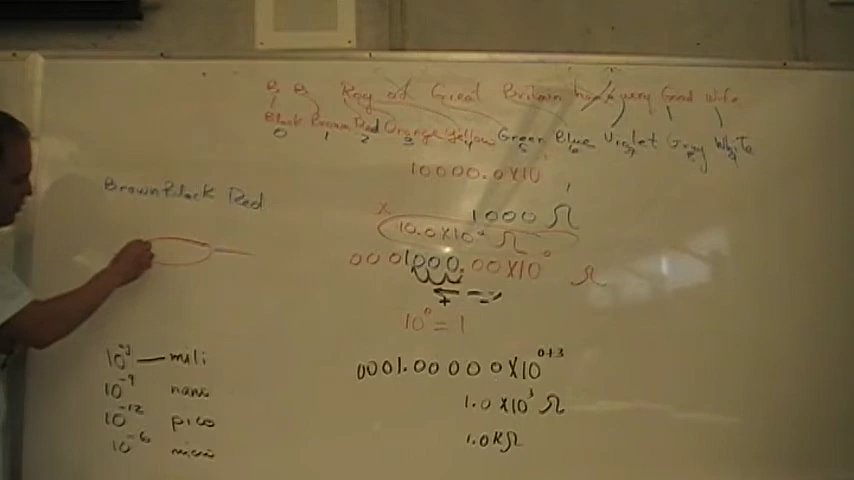 B. B. Roy of Great Britain had very Good wife
Black Brown Red Orange Yellow Green Blue Violet Gray White
0 1 2 3 4 5 6 7 8 9
10000.0X10
Brown Black Red
1000 Ω
X
10.0X10² Ω
0001000.00X10⁰ Ω
+ -
10⁰ = 1
10⁻³ — mili
0001.00000X10⁰⁺³
10⁻⁹ nano
1.0X10³ Ω
10⁻¹² pico
1.0KΩ
10⁻⁶ micro